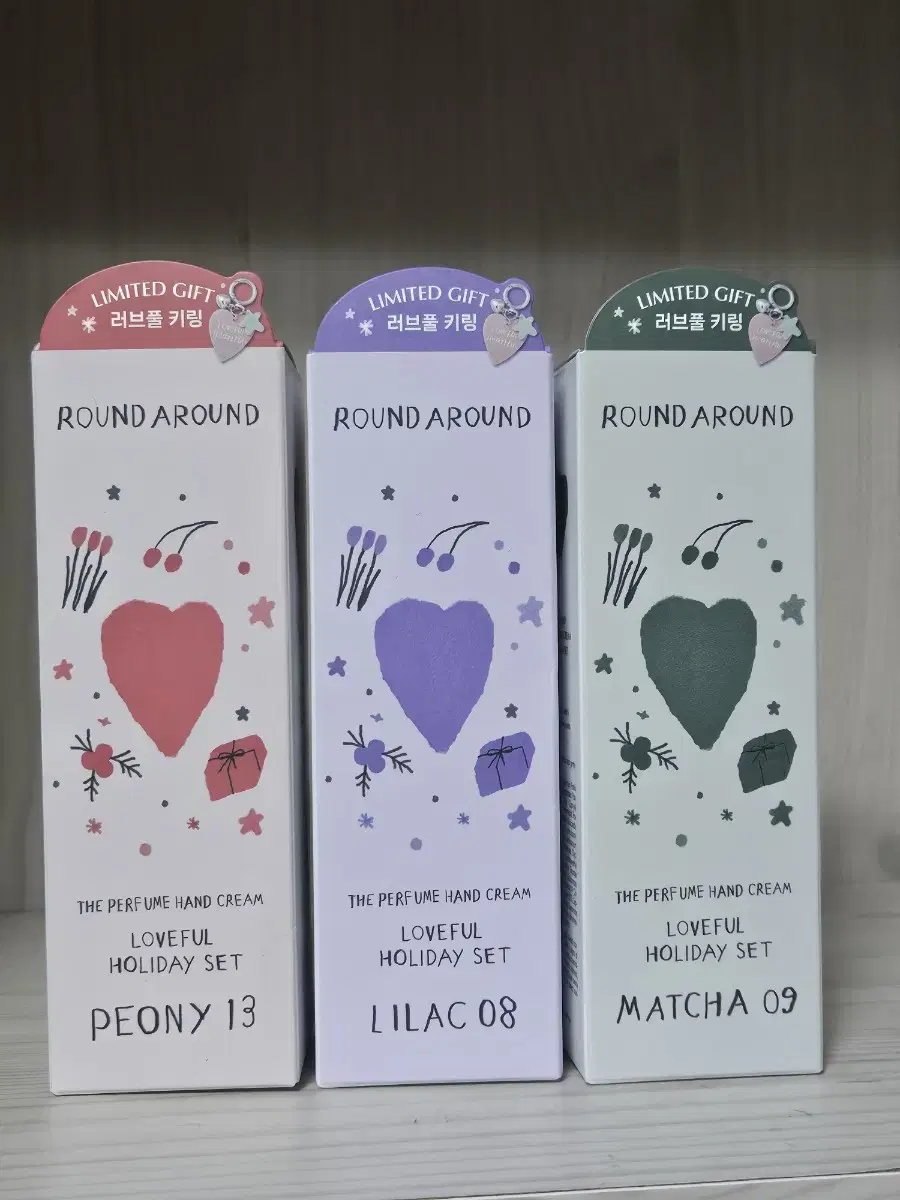 LIMITED GIFT
러브풀 키링
ROUND AROUND
THE PERFUME HAND CREAM
LOVEFUL
HOLIDAY SET
PEONY 13
LIMITED GIFT
러브풀 키링
ROUND AROUND
THE PERFUME HAND CREAM
LOVEFUL
HOLIDAY SET
LILAC 08
LIMITED GIFT
러브풀 키링
ROUND AROUND
THE PERFUME HAND CREAM
LOVEFUL
HOLIDAY SET
MATCHA 09